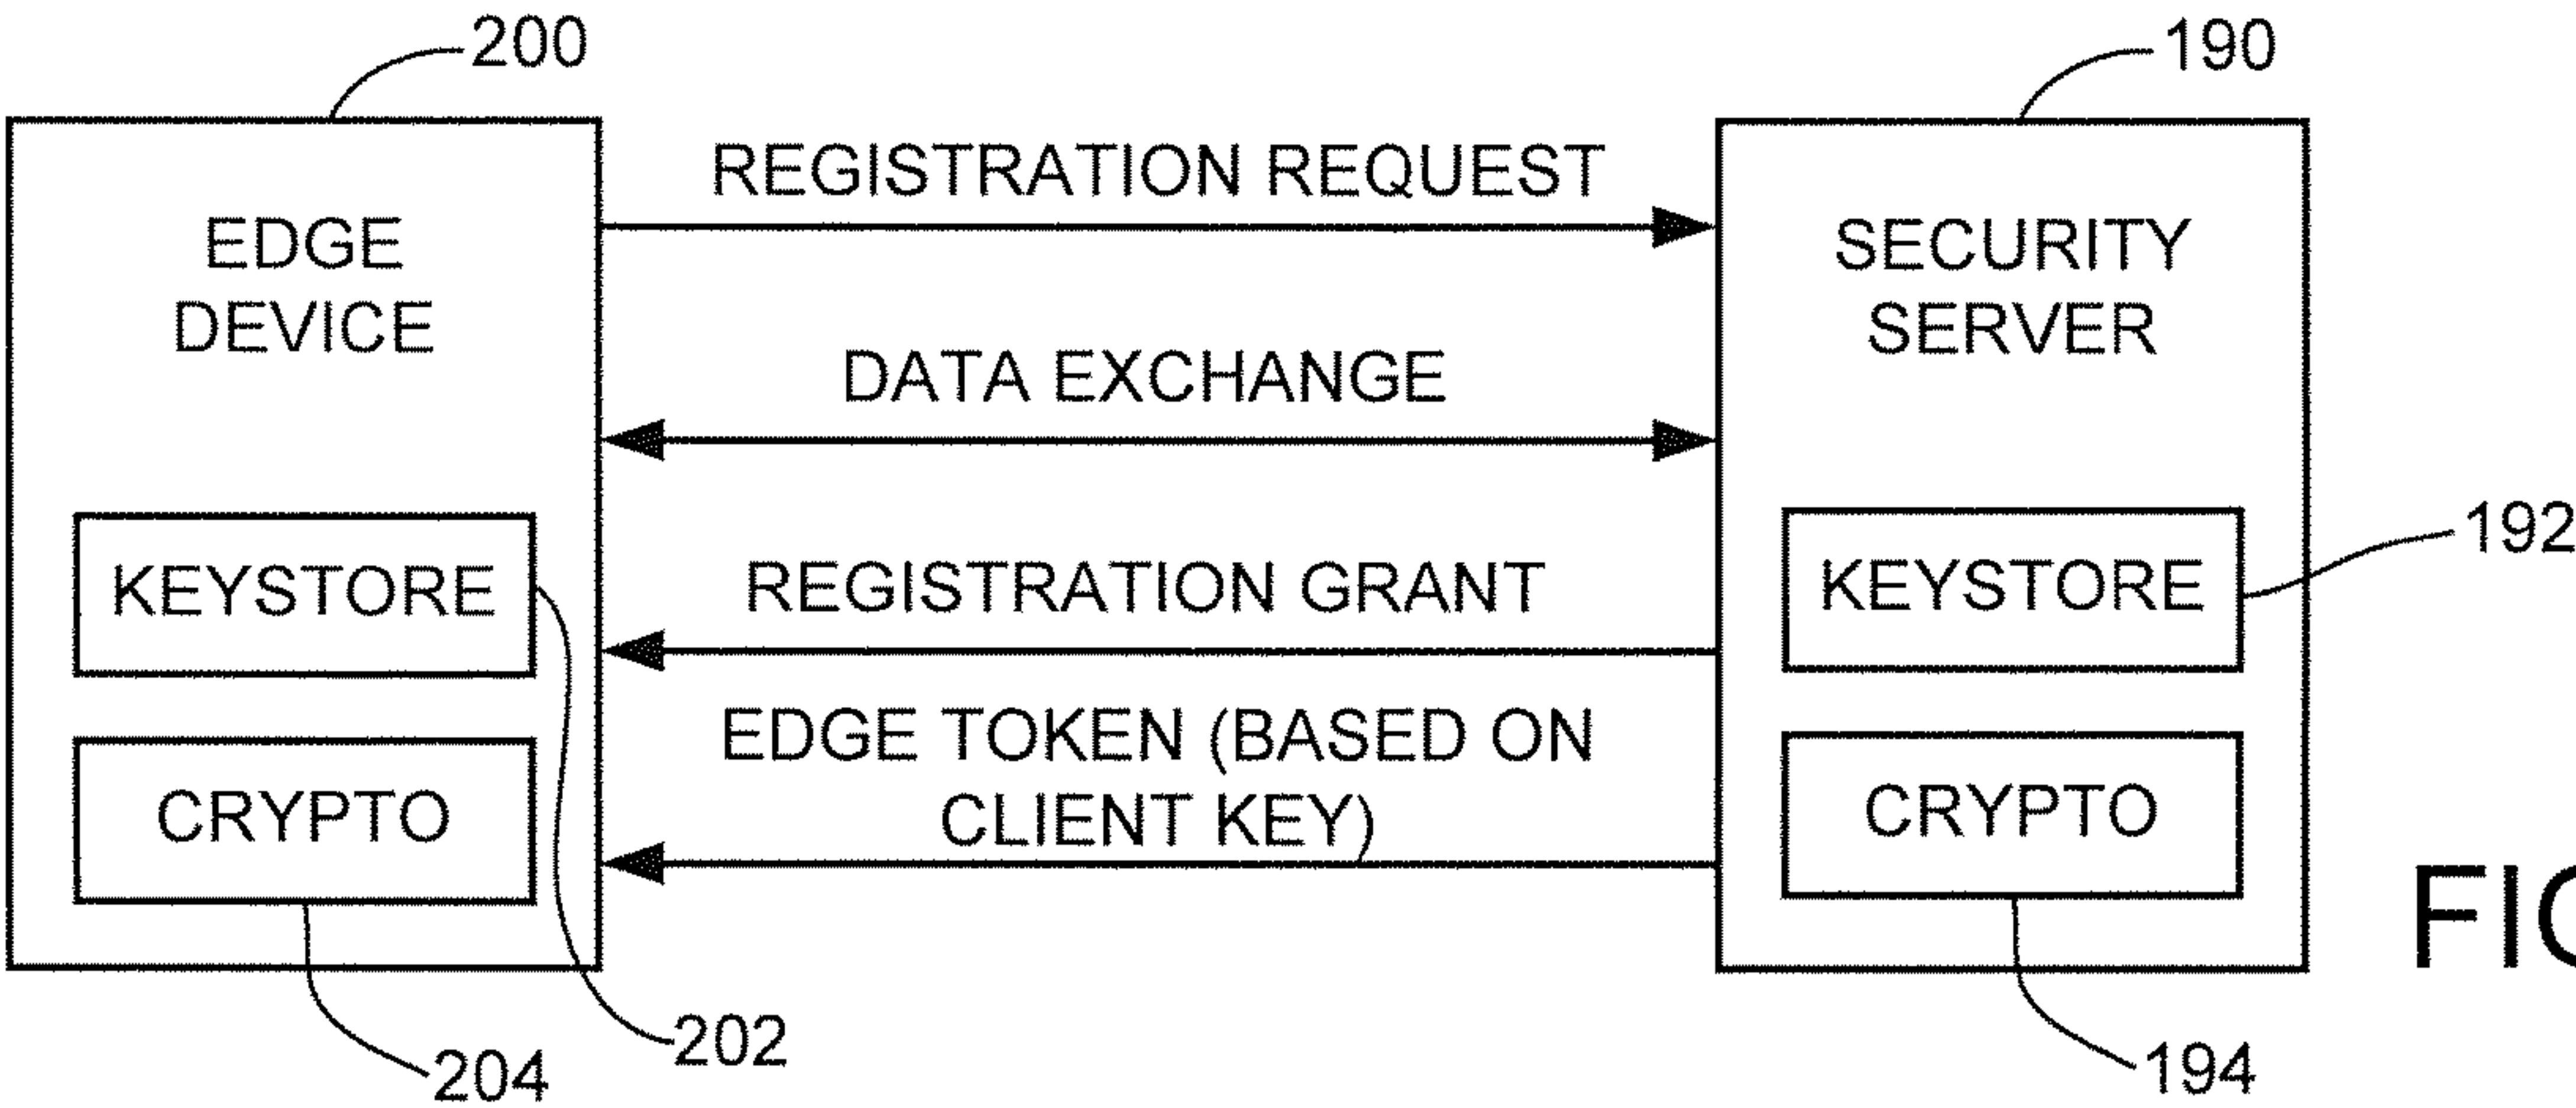 200
190
REGISTRATION REQUEST
EDGE
DEVICE
SECURITY
SERVER
DATA EXCHANGE
192
KEYSTORE
REGISTRATION GRANT
KEYSTORE
EDGE TOKEN (BASED ON
CLIENT KEY)
CRYPTO
CRYPTO
202
204
194